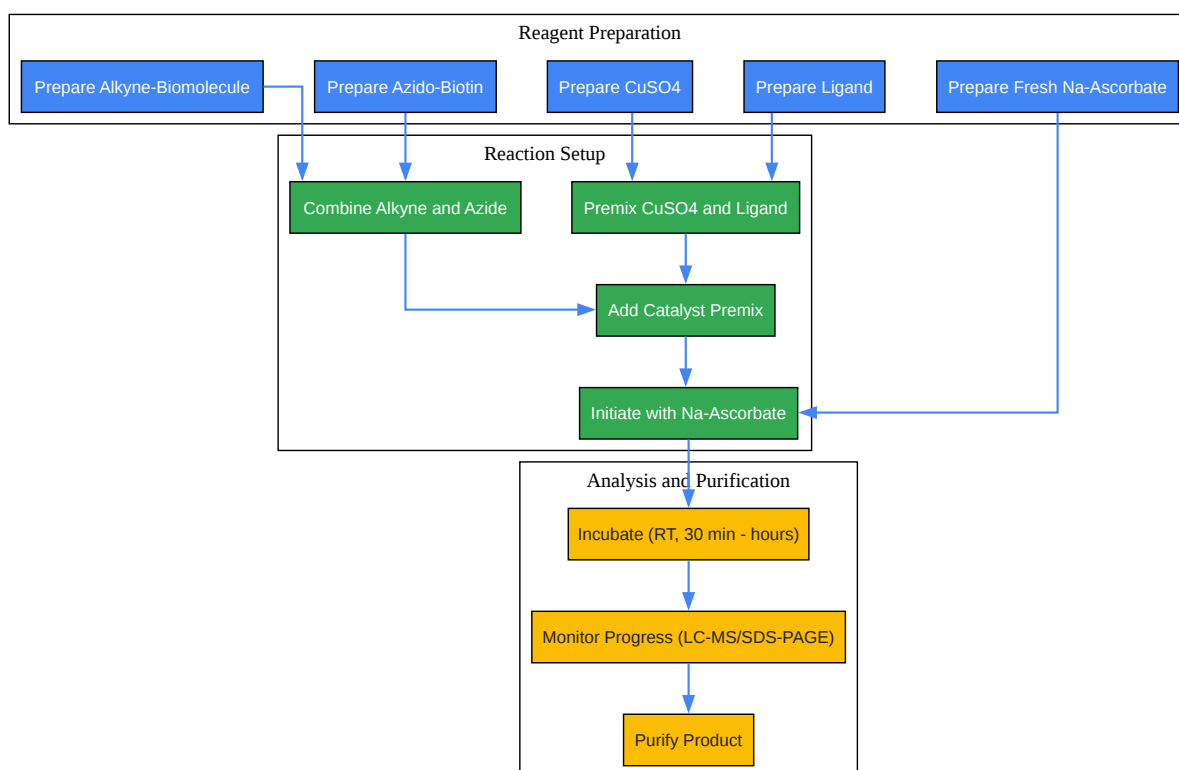 Reagent Preparation
Prepare Alkyne-Biomolecule
Prepare Azido-Biotin
Prepare CuSO4
Prepare Ligand
Prepare Fresh Na-Ascorbate
Reaction Setup
Combine Alkyne and Azide
Premix CuSO4 and Ligand
Add Catalyst Premix
Initiate with Na-Ascorbate
Analysis and Purification
Incubate (RT, 30 min - hours)
Monitor Progress (LC-MS/SDS-PAGE)
Purify Product